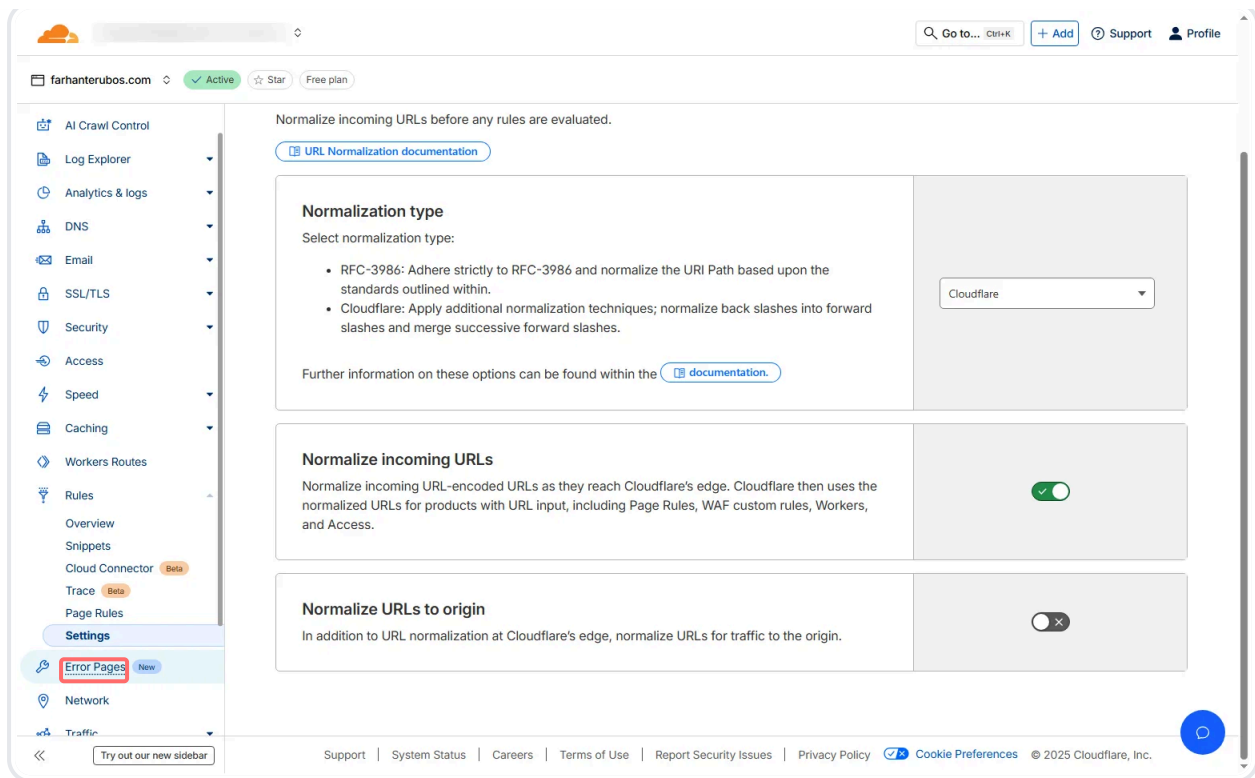 Go to... Ctrl+K
+ Add
Support
Profile
farhanterubos.com
Active
Star
Free plan
AI Crawl Control
Log Explorer
Analytics & logs
DNS
Email
SSL/TLS
Security
Access
Speed
Caching
Workers Routes
Rules
Overview
Snippets
Cloud Connector Beta
Trace Beta
Page Rules
Settings
Error Pages New
Network
Traffic
Try out our new sidebar
Normalize incoming URLs before any rules are evaluated.
URL Normalization documentation
Normalization type
Select normalization type:
• RFC-3986: Adhere strictly to RFC-3986 and normalize the URI Path based upon the
standards outlined within.
• Cloudflare: Apply additional normalization techniques; normalize back slashes into forward
slashes and merge successive forward slashes.
Further information on these options can be found within the documentation.
Cloudflare
Normalize incoming URLs
Normalize incoming URL-encoded URLs as they reach Cloudflare's edge. Cloudflare then uses the
normalized URLs for products with URL input, including Page Rules, WAF custom rules, Workers,
and Access.
Normalize URLs to origin
In addition to URL normalization at Cloudflare's edge, normalize URLs for traffic to the origin.
Support | System Status | Careers | Terms of Use | Report Security Issues | Privacy Policy Cookie Preferences © 2025 Cloudflare, Inc.